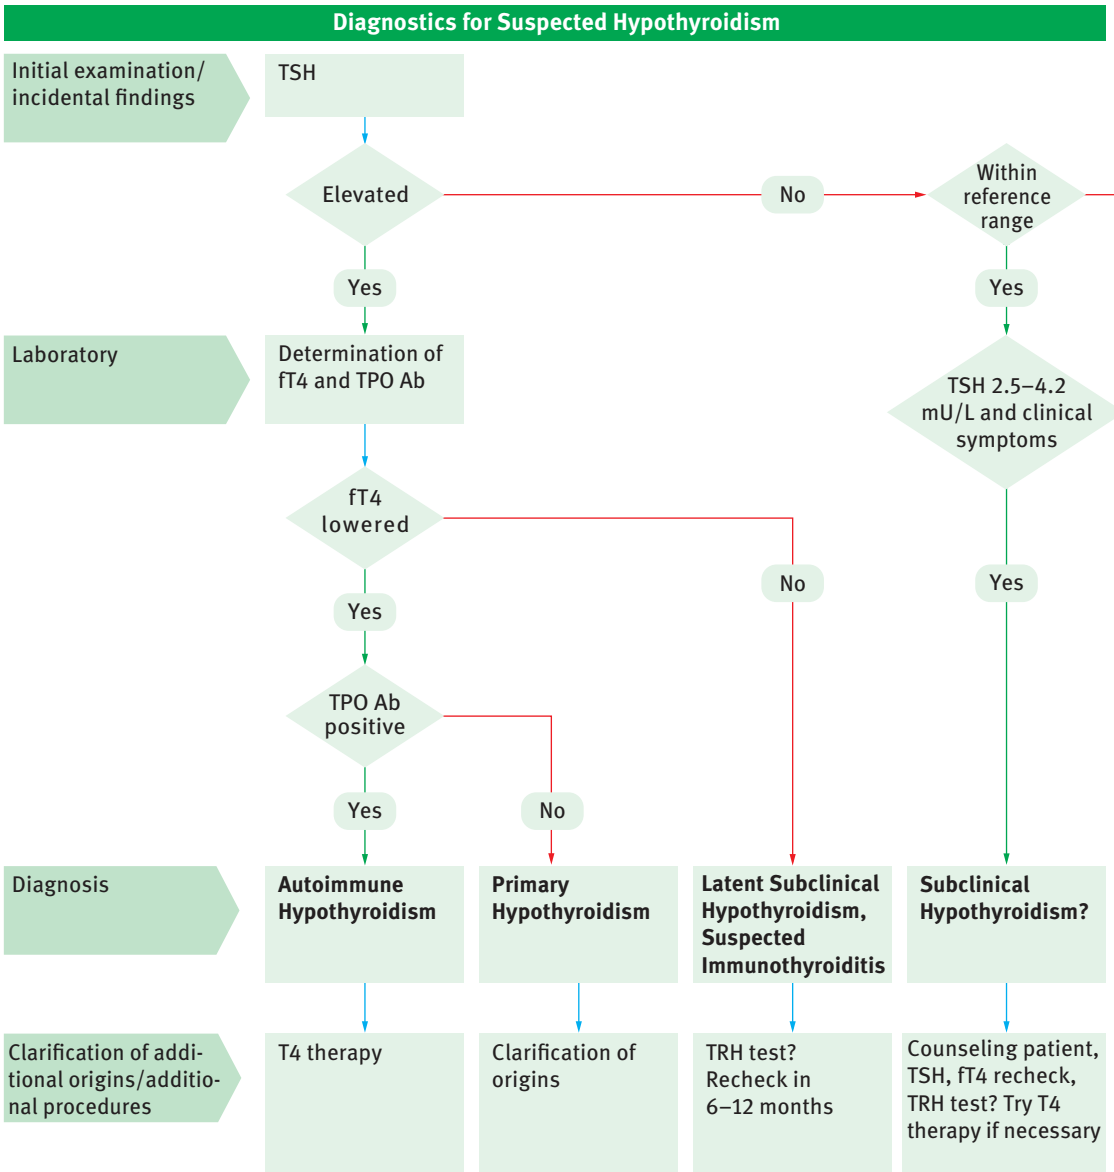 Diagnostics for Suspected Hypothyroidism
Initial examination/
incidental findings
TSH
Elevated
No
Within
reference
range
Yes
Yes
Laboratory
Determination of
fT4 and TPO Ab
TSH 2.5–4.2
mU/L and clinical
symptoms
fT4
lowered
No
Yes
Yes
TPO Ab
positive
Yes
No
Diagnosis
Autoimmune
Hypothyroidism
Primary
Hypothyroidism
Latent Subclinical
Hypothyroidism,
Suspected
Immunothyroiditis
Subclinical
Hypothyroidism?
Clarification of addi-
tional origins/additio-
nal procedures
T4 therapy
Clarification of
origins
TRH test?
Recheck in
6–12 months
Counseling patient,
TSH, fT4 recheck,
TRH test? Try T4
therapy if necessary